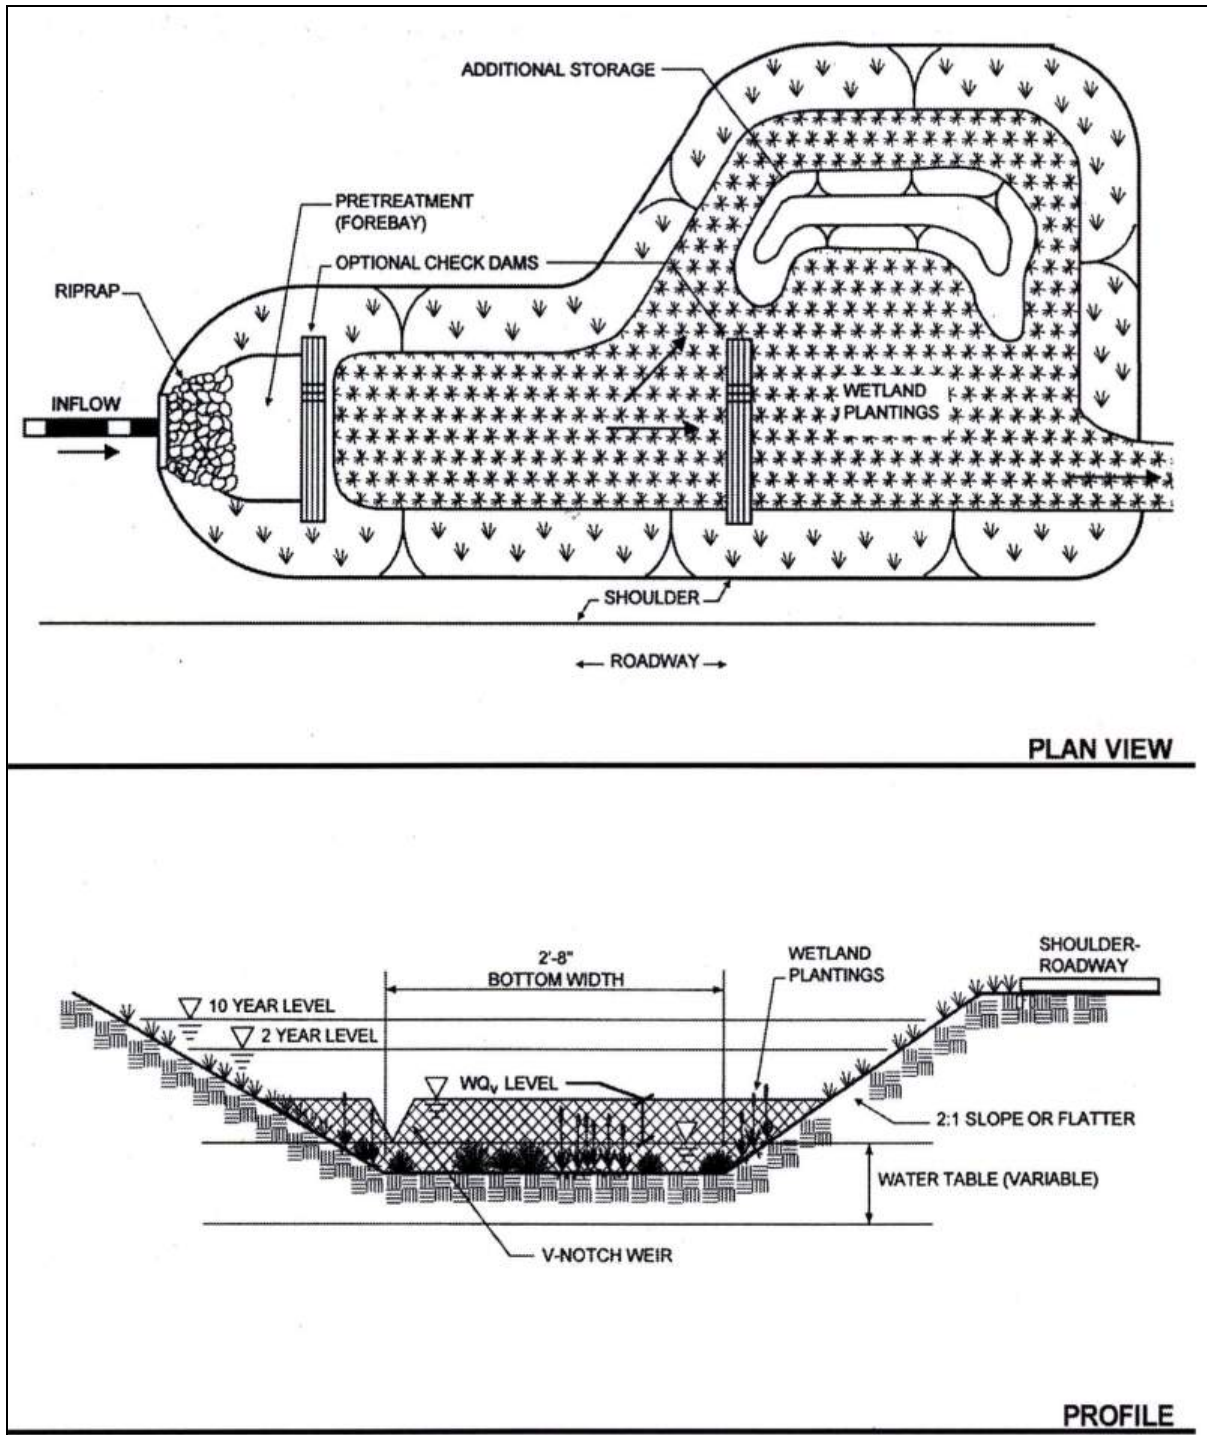 ADDITIONAL STORAGE
PRETREATMENT
(FOREBAY)
OPTIONAL CHECK DAMS
RIPRAP
INFLOW
WETLAND
PLANTINGS
SHOULDER
ROADWAY
PLAN VIEW
2'-8"
BOTTOM WIDTH
WETLAND
PLANTINGS
SHOULDER-
ROADWAY
10 YEAR LEVEL
2 YEAR LEVEL
WQv LEVEL
2:1 SLOPE OR FLATTER
WATER TABLE (VARIABLE)
V-NOTCH WEIR
PROFILE